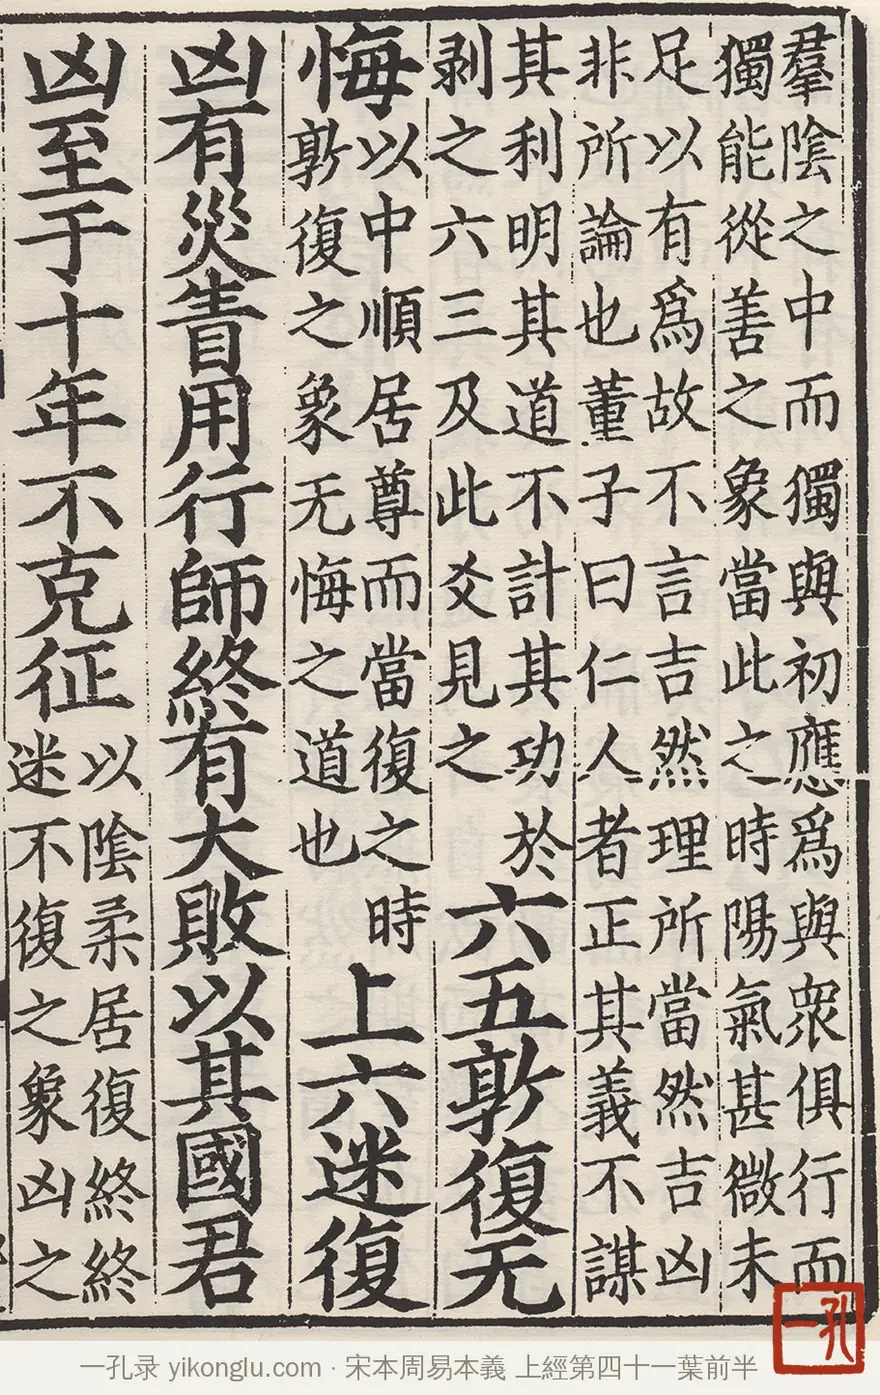 羣陰之中而獨與初應爲與衆俱行而
獨能從善之象當此之時陽氣甚微未
足以有爲故不言吉然理所當然吉凶
非所論也董子曰仁人者正其義不謀
其利明其道不計其功於
剥之六三及此爻見之
六五敦復无
悔
以中順居尊而當復之時
敦復之象无悔之道也
上六迷復
凶有災眚用行師終有大敗以其國君
凶至于十年不克征
以陰柔居復終終
迷不復之象凶之
一孔
一孔录 yikonglu.com · 宋本周易本義 上經第四十一葉前半